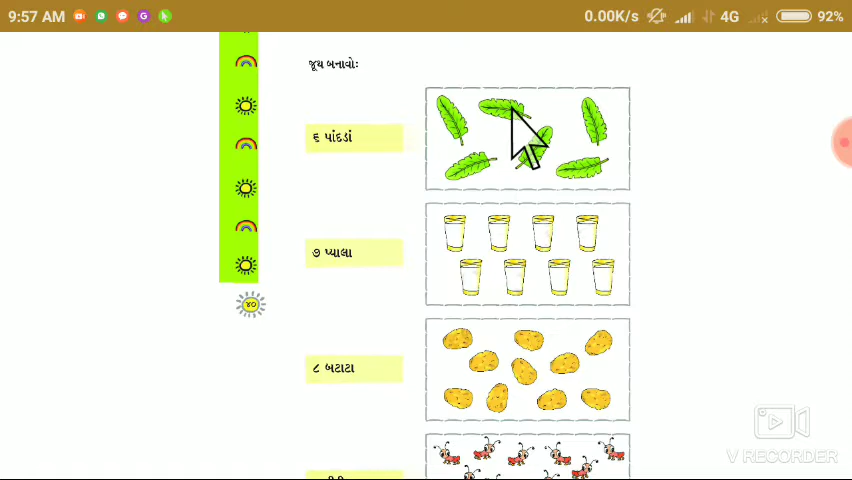 9:57 AM 0.00K/s 4G 92%
જૂથ બનાવોઃ
૬ પાંદડાં
૭ પ્યાલા
૪૦
૮ બટાટા
V RECORDER